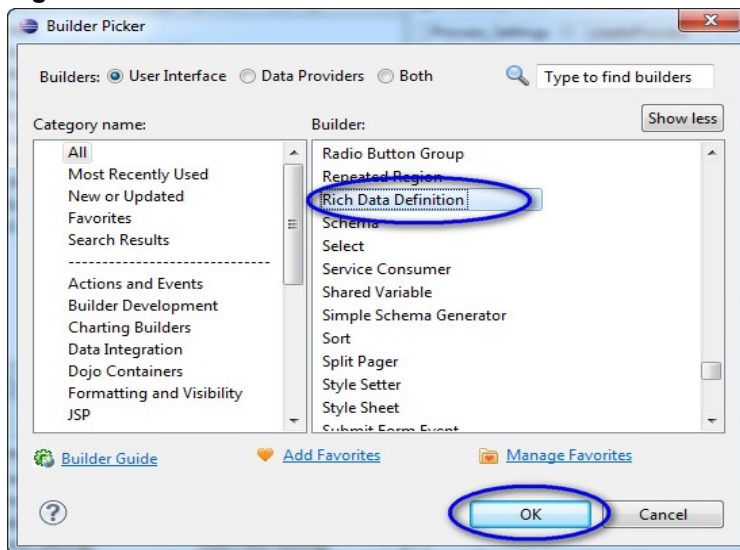 Builder Picker
Builders: User Interface Data Providers Both Type to find builders
Category name: Builder: Show less
All
Most Recently Used
New or Updated
Favorites
Search Results
---------------------------
Actions and Events
Builder Development
Charting Builders
Data Integration
Dojo Containers
Formatting and Visibility
JSP
Radio Button Group
Repeated Region
Rich Data Definition
Schema
Select
Service Consumer
Shared Variable
Simple Schema Generator
Sort
Split Pager
Style Setter
Style Sheet
Submit Form Event
Builder Guide Add Favorites Manage Favorites
OK Cancel